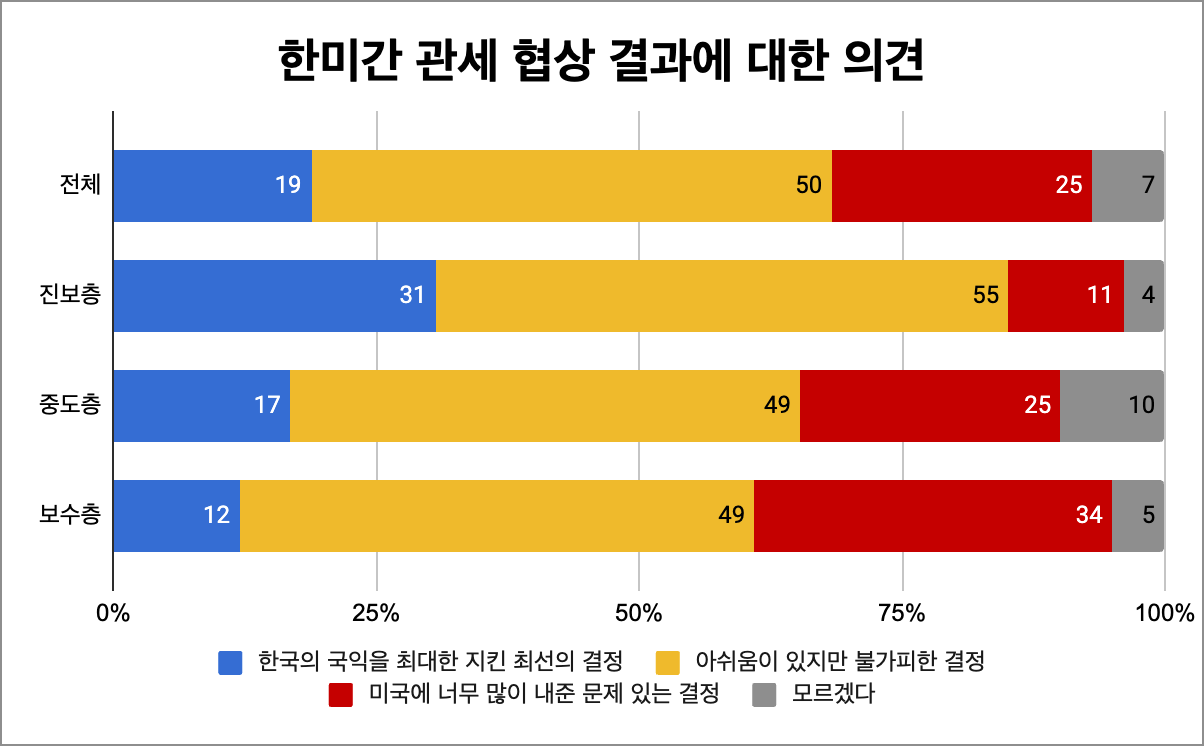 한미간 관세 협상 결과에 대한 의견
전체 19 50 25 7
진보층 31 55 11 4
중도층 17 49 25 10
보수층 12 49 34 5
0% 25% 50% 75% 100%
한국의 국익을 최대한 지킨 최선의 결정 아쉬움이 있지만 불가피한 결정
미국에 너무 많이 내준 문제 있는 결정 모르겠다